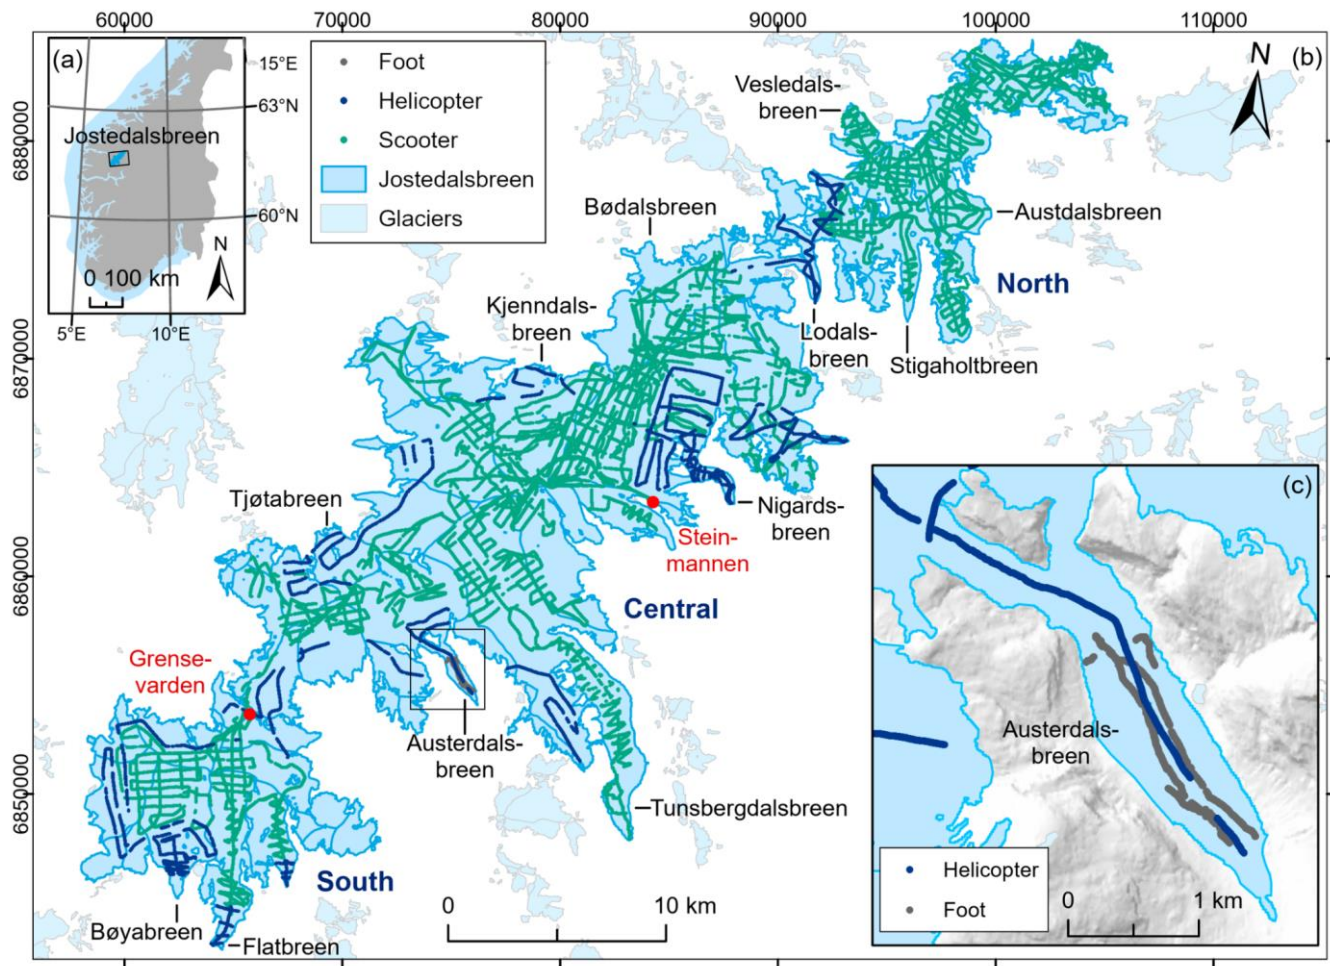 60000
70000
80000
90000
100000
110000
(a)
15°E
63°N
Jostedalsbreen
60°N
N
0 100 km
5°E
10°E
Foot
Helicopter
Scooter
Jostedalsbreen
Glaciers
(b)
N
6880000
6870000
6860000
6850000
Vesledals-
breen
Bødalsbreen
Austdalsbreen
North
Kjenndals-
breen
Lodals-
breen
Stigaholtbreen
Tjøtabreen
Nigards-
breen
Stein-
mannen
Central
Grense-
varden
Austerdals-
breen
Tunsbergdalsbreen
South
Bøyabreen
Flatbreen
0
10 km
(c)
Austerdals-
breen
Helicopter
Foot
0
1 km